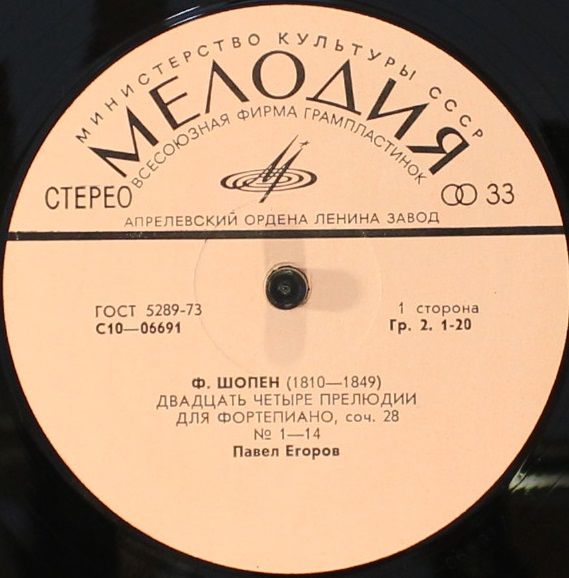 МИНИСТЕРСТВО КУЛЬТУРЫ СССР
МЕЛОДИЯ
ВСЕСОЮЗНАЯ ФИРМА ГРАМПЛАСТИНОК
СТЕРЕО
33
АПРЕЛЕВСКИЙ ОРДЕНА ЛЕНИНА ЗАВОД
ГОСТ 5289-73
С10—06691
1 сторона
Гр. 2. 1-20
Ф. ШОПЕН (1810—1849)
ДВАДЦАТЬ ЧЕТЫРЕ ПРЕЛЮДИИ
ДЛЯ ФОРТЕПИАНО, соч. 28
№ 1—14
Павел Егоров